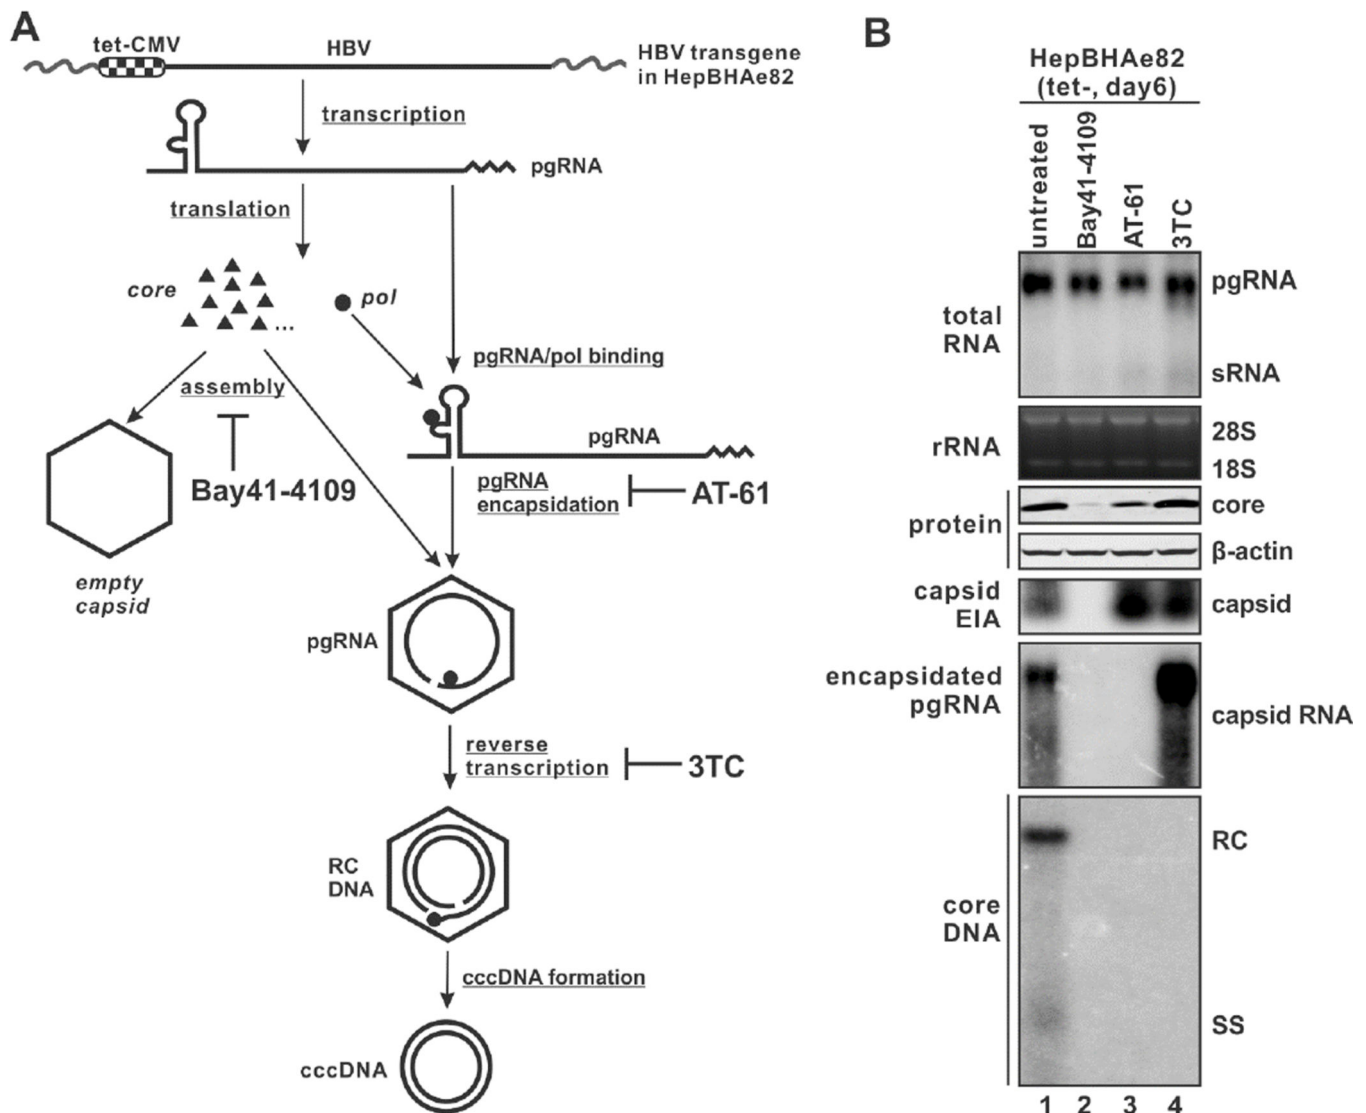 A
tet-CMV
HBV
HBV transgene
in HepBHAe82
transcription
pgRNA
translation
core
...
pol
pgRNA/pol binding
assembly
pgRNA
Bay41-4109
pgRNA
encapsidation
AT-61
empty
capsid
pgRNA
reverse
transcription
3TC
RC
DNA
cccDNA formation
cccDNA
B
HepBHAe82
(tet-, day6)
untreated
Bay41-4109
AT-61
3TC
total
RNA
pgRNA
sRNA
rRNA
28S
18S
protein
core
β-actin
capsid
EIA
capsid
encapsidated
pgRNA
capsid RNA
core
DNA
RC
SS
1 2 3 4